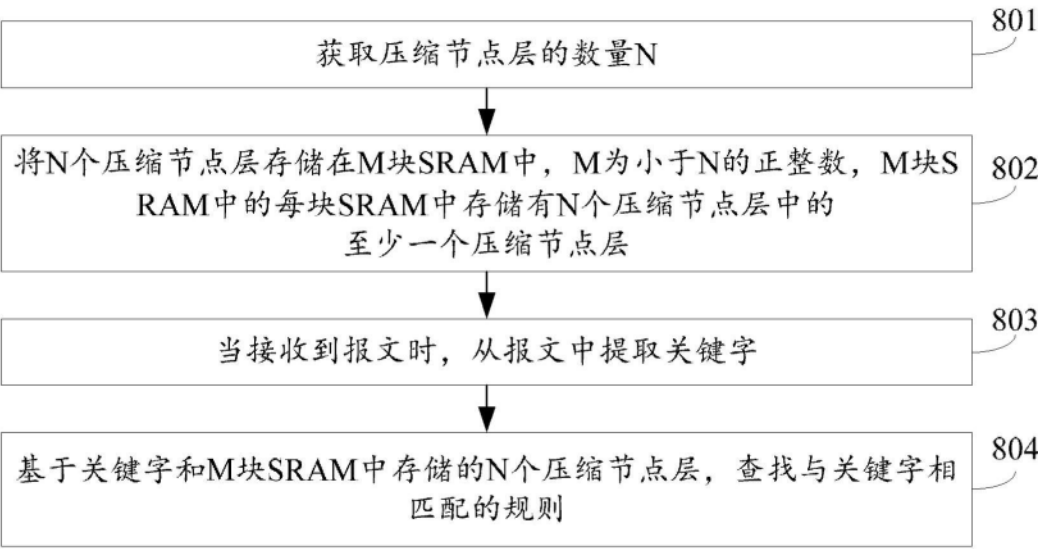 801
获取压缩节点层的数量N
将N个压缩节点层存储在M块SRAM中，M为小于N的正整数，M块S
RAM中的每块SRAM中存储有N个压缩节点层中的
至少一个压缩节点层
802
803
当接收到报文时，从报文中提取关键字
804
基于关键字和M块SRAM中存储的N个压缩节点层，查找与关键字相
匹配的规则